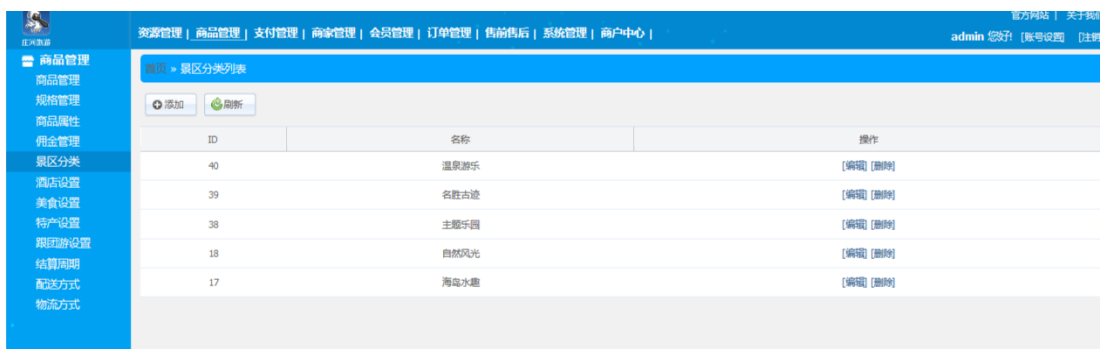 官方网站 | 关于我们
资源管理 | 商品管理 | 支付管理 | 商家管理 | 会员管理 | 订单管理 | 售前售后 | 系统管理 | 商户中心 |
admin 您好! [账号设置] [注销
商品管理
商品管理
规格管理
商品属性
佣金管理
景区分类
酒店设置
美食设置
特产设置
跟团游设置
结算周期
配送方式
物流方式
首页 » 景区分类列表
添加 刷新
ID 名称 操作
40 温泉游乐 [编辑] [删除]
39 名胜古迹 [编辑] [删除]
38 主题乐园 [编辑] [删除]
18 自然风光 [编辑] [删除]
17 海岛水趣 [编辑] [删除]